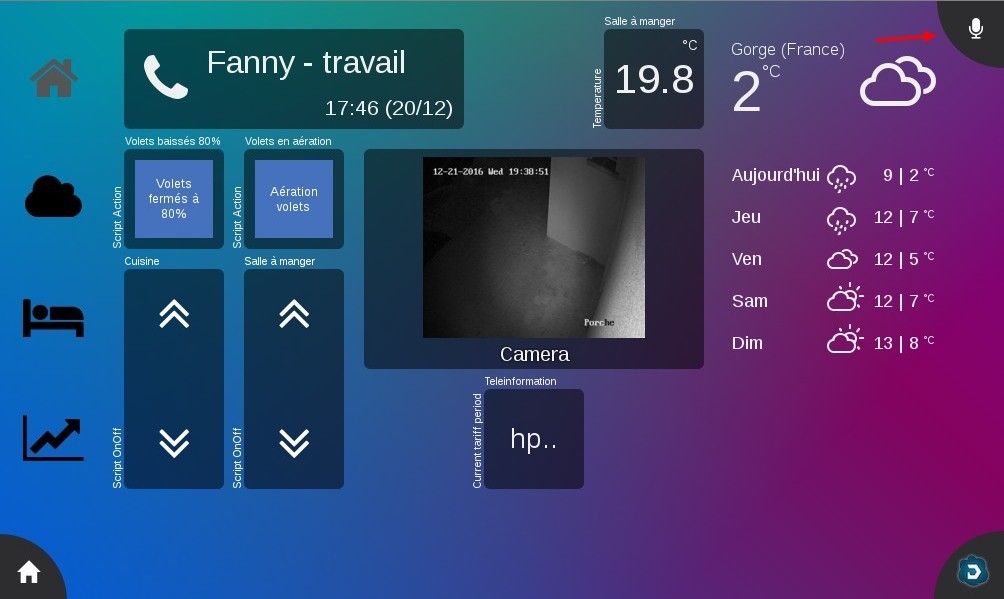 Fanny - travail
17:46 (20/12)
Salle à manger
°C
19.8
Temperature
Gorge (France)
2 °C
Volets baissés 80%
Volets
fermés à
80%
Script Action
Volets en aération
Aération
volets
Script Action
12-21-2016 Wed 19:38:51
Porche
Camera
Aujourd'hui 9 | 2 °C
Jeu 12 | 7 °C
Ven 12 | 5 °C
Sam 12 | 7 °C
Dim 13 | 8 °C
Cuisine
Script OnOff
Salle à manger
Script OnOff
Teleinformation
Current tariff period
hp..